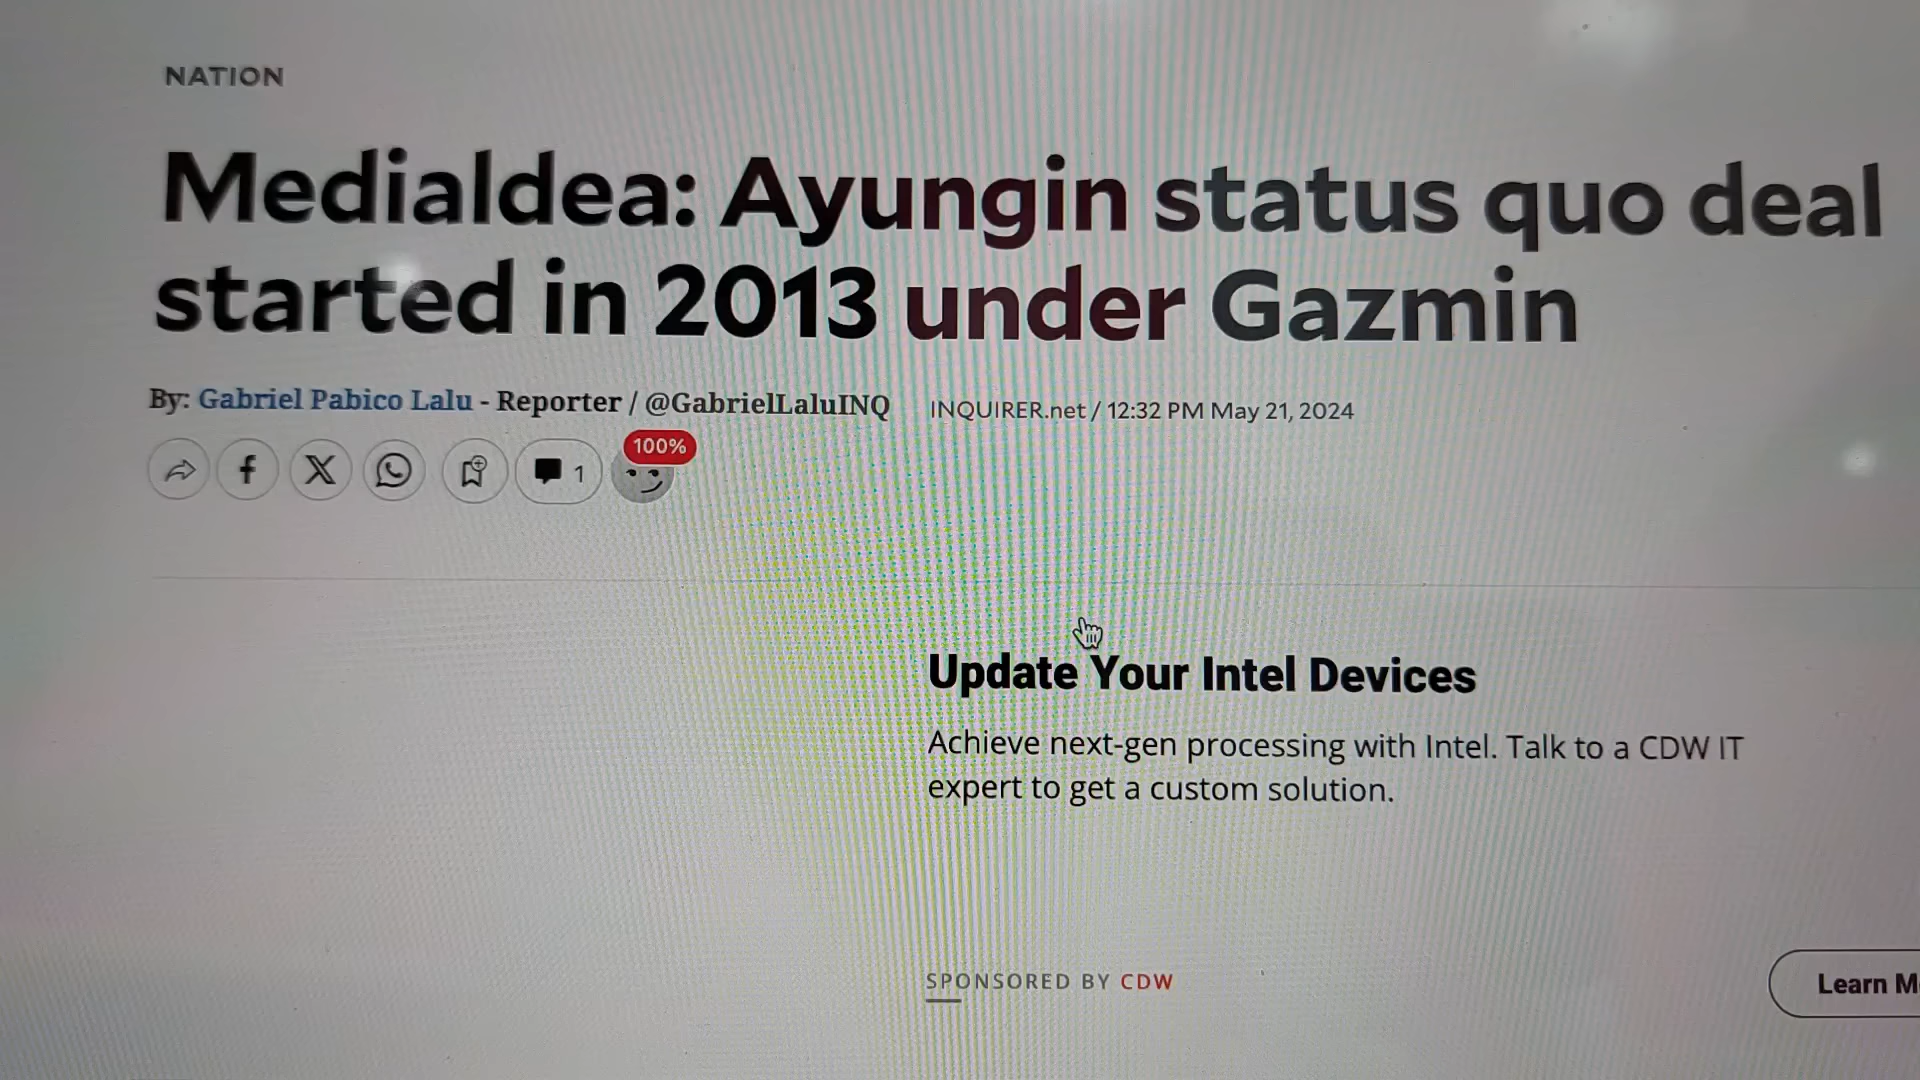 NATION
Medialdea: Ayungin status quo deal
started in 2013 under Gazmin
By: Gabriel Pabico Lalu - Reporter / @GabrielLaluINQ INQUIRER.net / 12:32 PM May 21, 2024
100%
1
Update Your Intel Devices
Achieve next-gen processing with Intel. Talk to a CDW IT
expert to get a custom solution.
SPONSORED BY CDW
Learn M